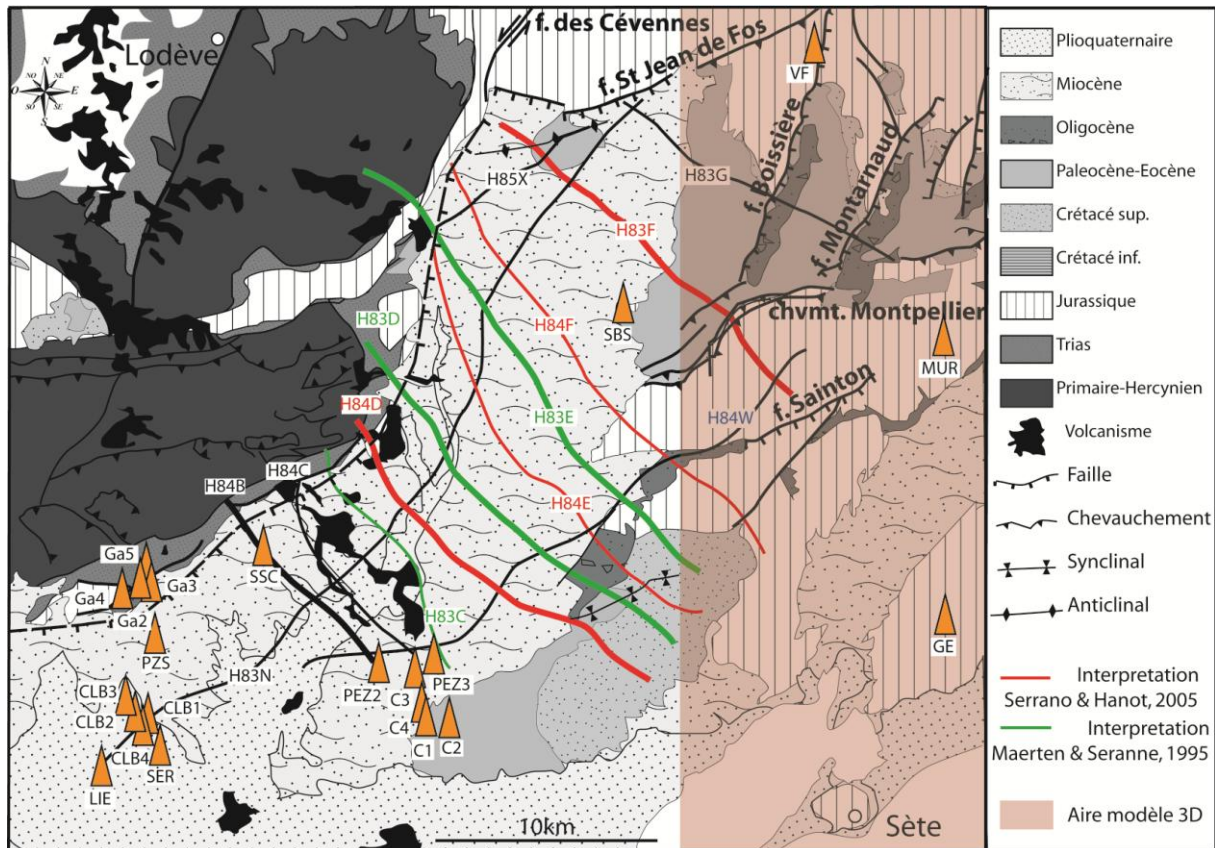 f. des Cévennes
Lodève
N
NO
NE
O
E
SO
SE
S
f. St Jean de Fos
VF
H85X
H83G
f. Boissière
f. Montarnaud
H83F
H83D
H84F
SBS
chvmt. Montpellier
MUR
H84D
H83E
H84W
f. Sainton
H84C
H84B
H84E
Ga5
SSC
Ga4
Ga3
Ga2
H83C
GE
PZS
H83N
CLB3
PEZ2
C3
PEZ3
CLB1
CLB2
C4
C1
C2
CLB4
SER
LIE
10km
Sète
Plioquaternaire
Miocène
Oligocène
Paleocène-Eocène
Crétacé sup.
Crétacé inf.
Jurassique
Trias
Primaire-Hercynien
Volcanisme
Faille
Chevauchement
Synclinal
Anticlinal
Interpretation
Serrano & Hanot, 2005
Interpretation
Maerten & Seranne, 1995
Aire modèle 3D